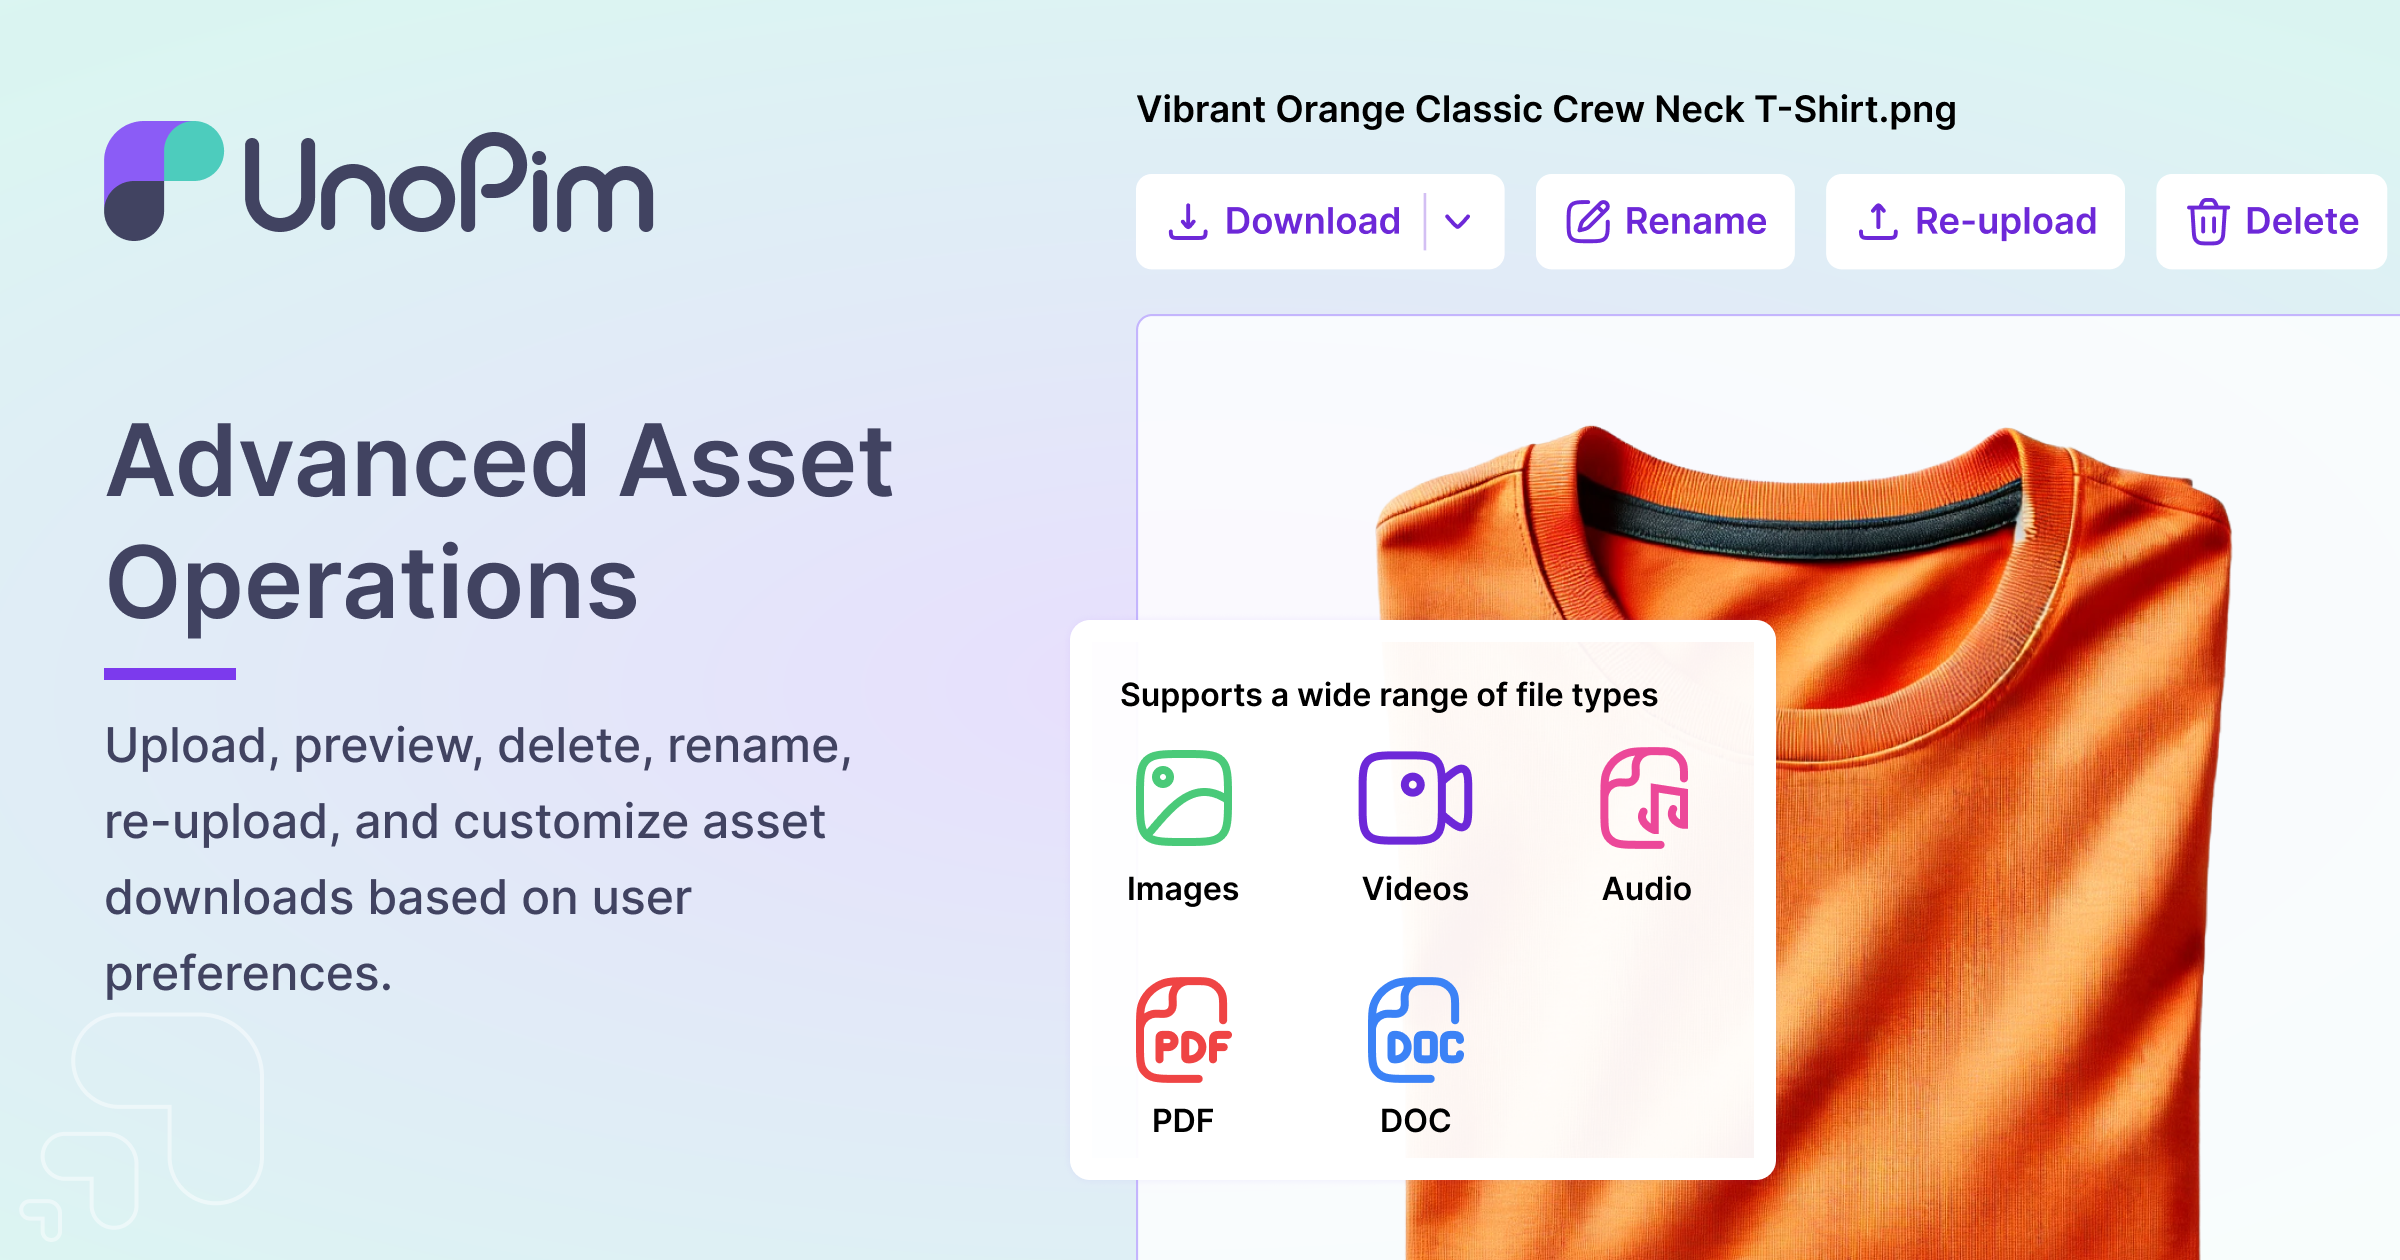 UnoPim
Advanced Asset
Operations
Upload, preview, delete, rename,
re-upload, and customize asset
downloads based on user
preferences.
Vibrant Orange Classic Crew Neck T-Shirt.png
Download
Rename
Re-upload
Delete
Supports a wide range of file types
Images
Videos
Audio
PDF
DOC
PDF
DOC